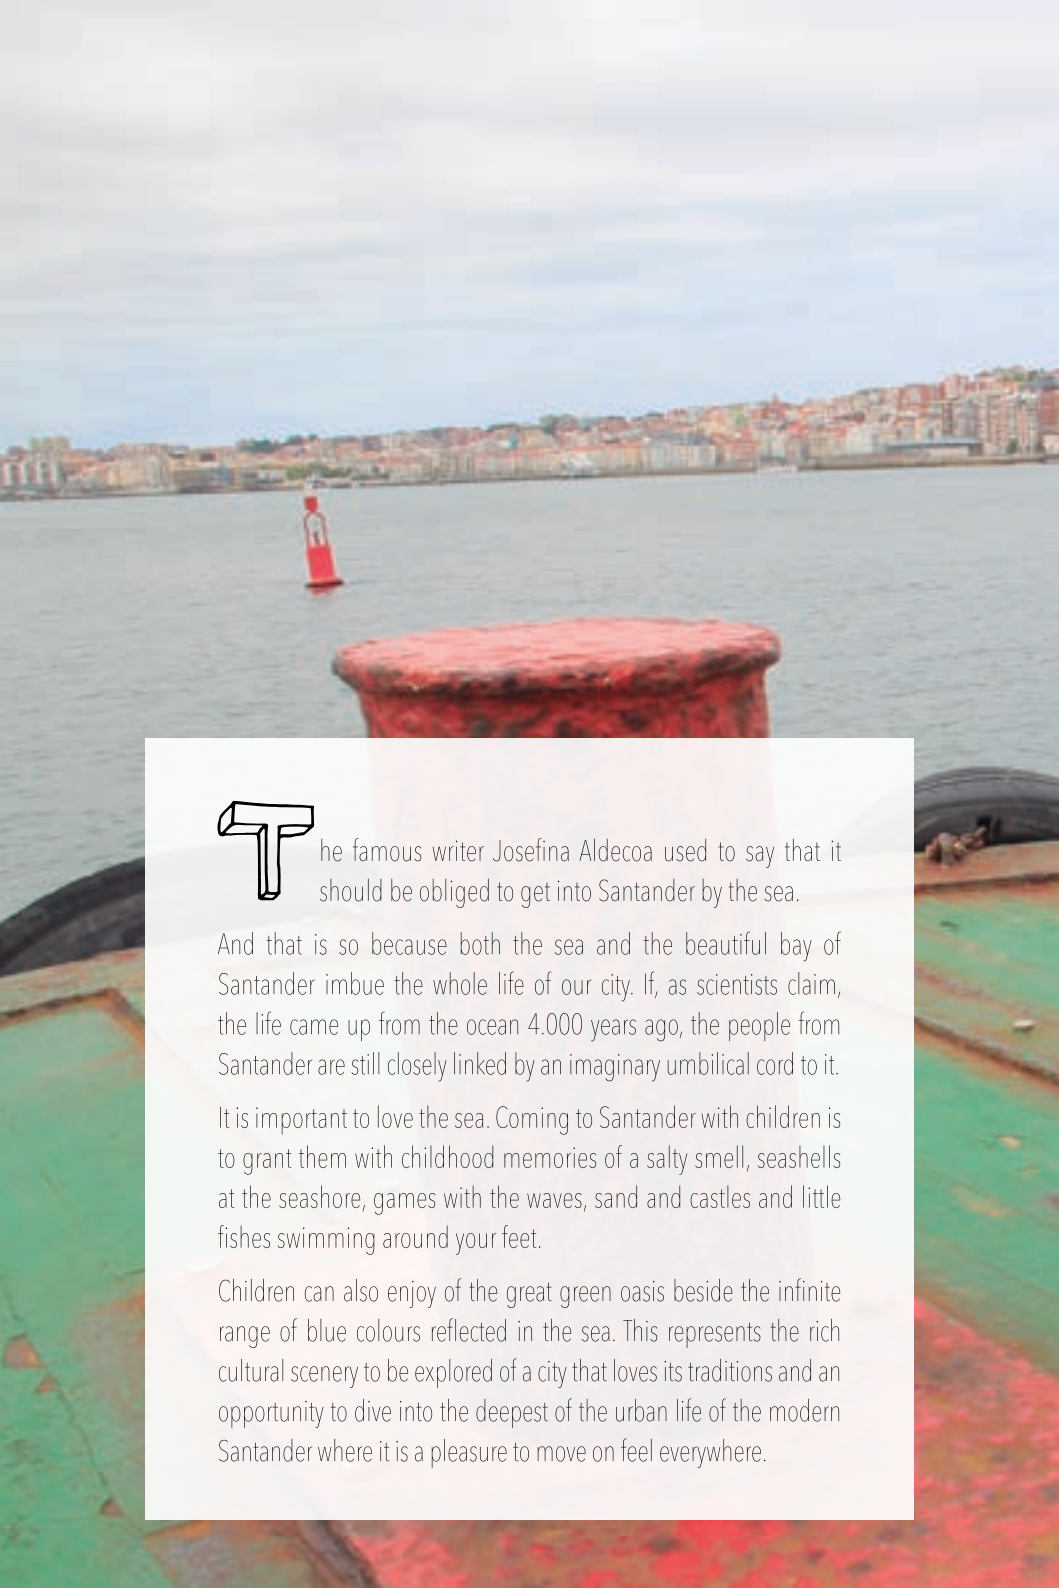 The famous writer Josefina Aldecoa used to say that it
should be obliged to get into Santander by the sea.
And that is so because both the sea and the beautiful bay of
Santander imbue the whole life of our city. If, as scientists claim,
the life came up from the ocean 4.000 years ago, the people from
Santander are still closely linked by an imaginary umbilical cord to it.
It is important to love the sea. Coming to Santander with children is
to grant them with childhood memories of a salty smell, seashells
at the seashore, games with the waves, sand and castles and little
fishes swimming around your feet.
Children can also enjoy of the great green oasis beside the infinite
range of blue colours reflected in the sea. This represents the rich
cultural scenery to be explored of a city that loves its traditions and an
opportunity to dive into the deepest of the urban life of the modern
Santander where it is a pleasure to move on feel everywhere.